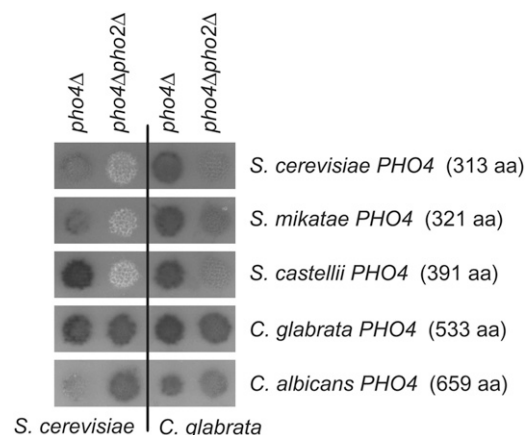 pho4Δ
pho4Δpho2Δ
pho4Δ
pho4Δpho2Δ
S. cerevisiae PHO4 (313 aa)
S. mikatae PHO4 (321 aa)
S. castellii PHO4 (391 aa)
C. glabrata PHO4 (533 aa)
C. albicans PHO4 (659 aa)
S. cerevisiae
C. glabrata